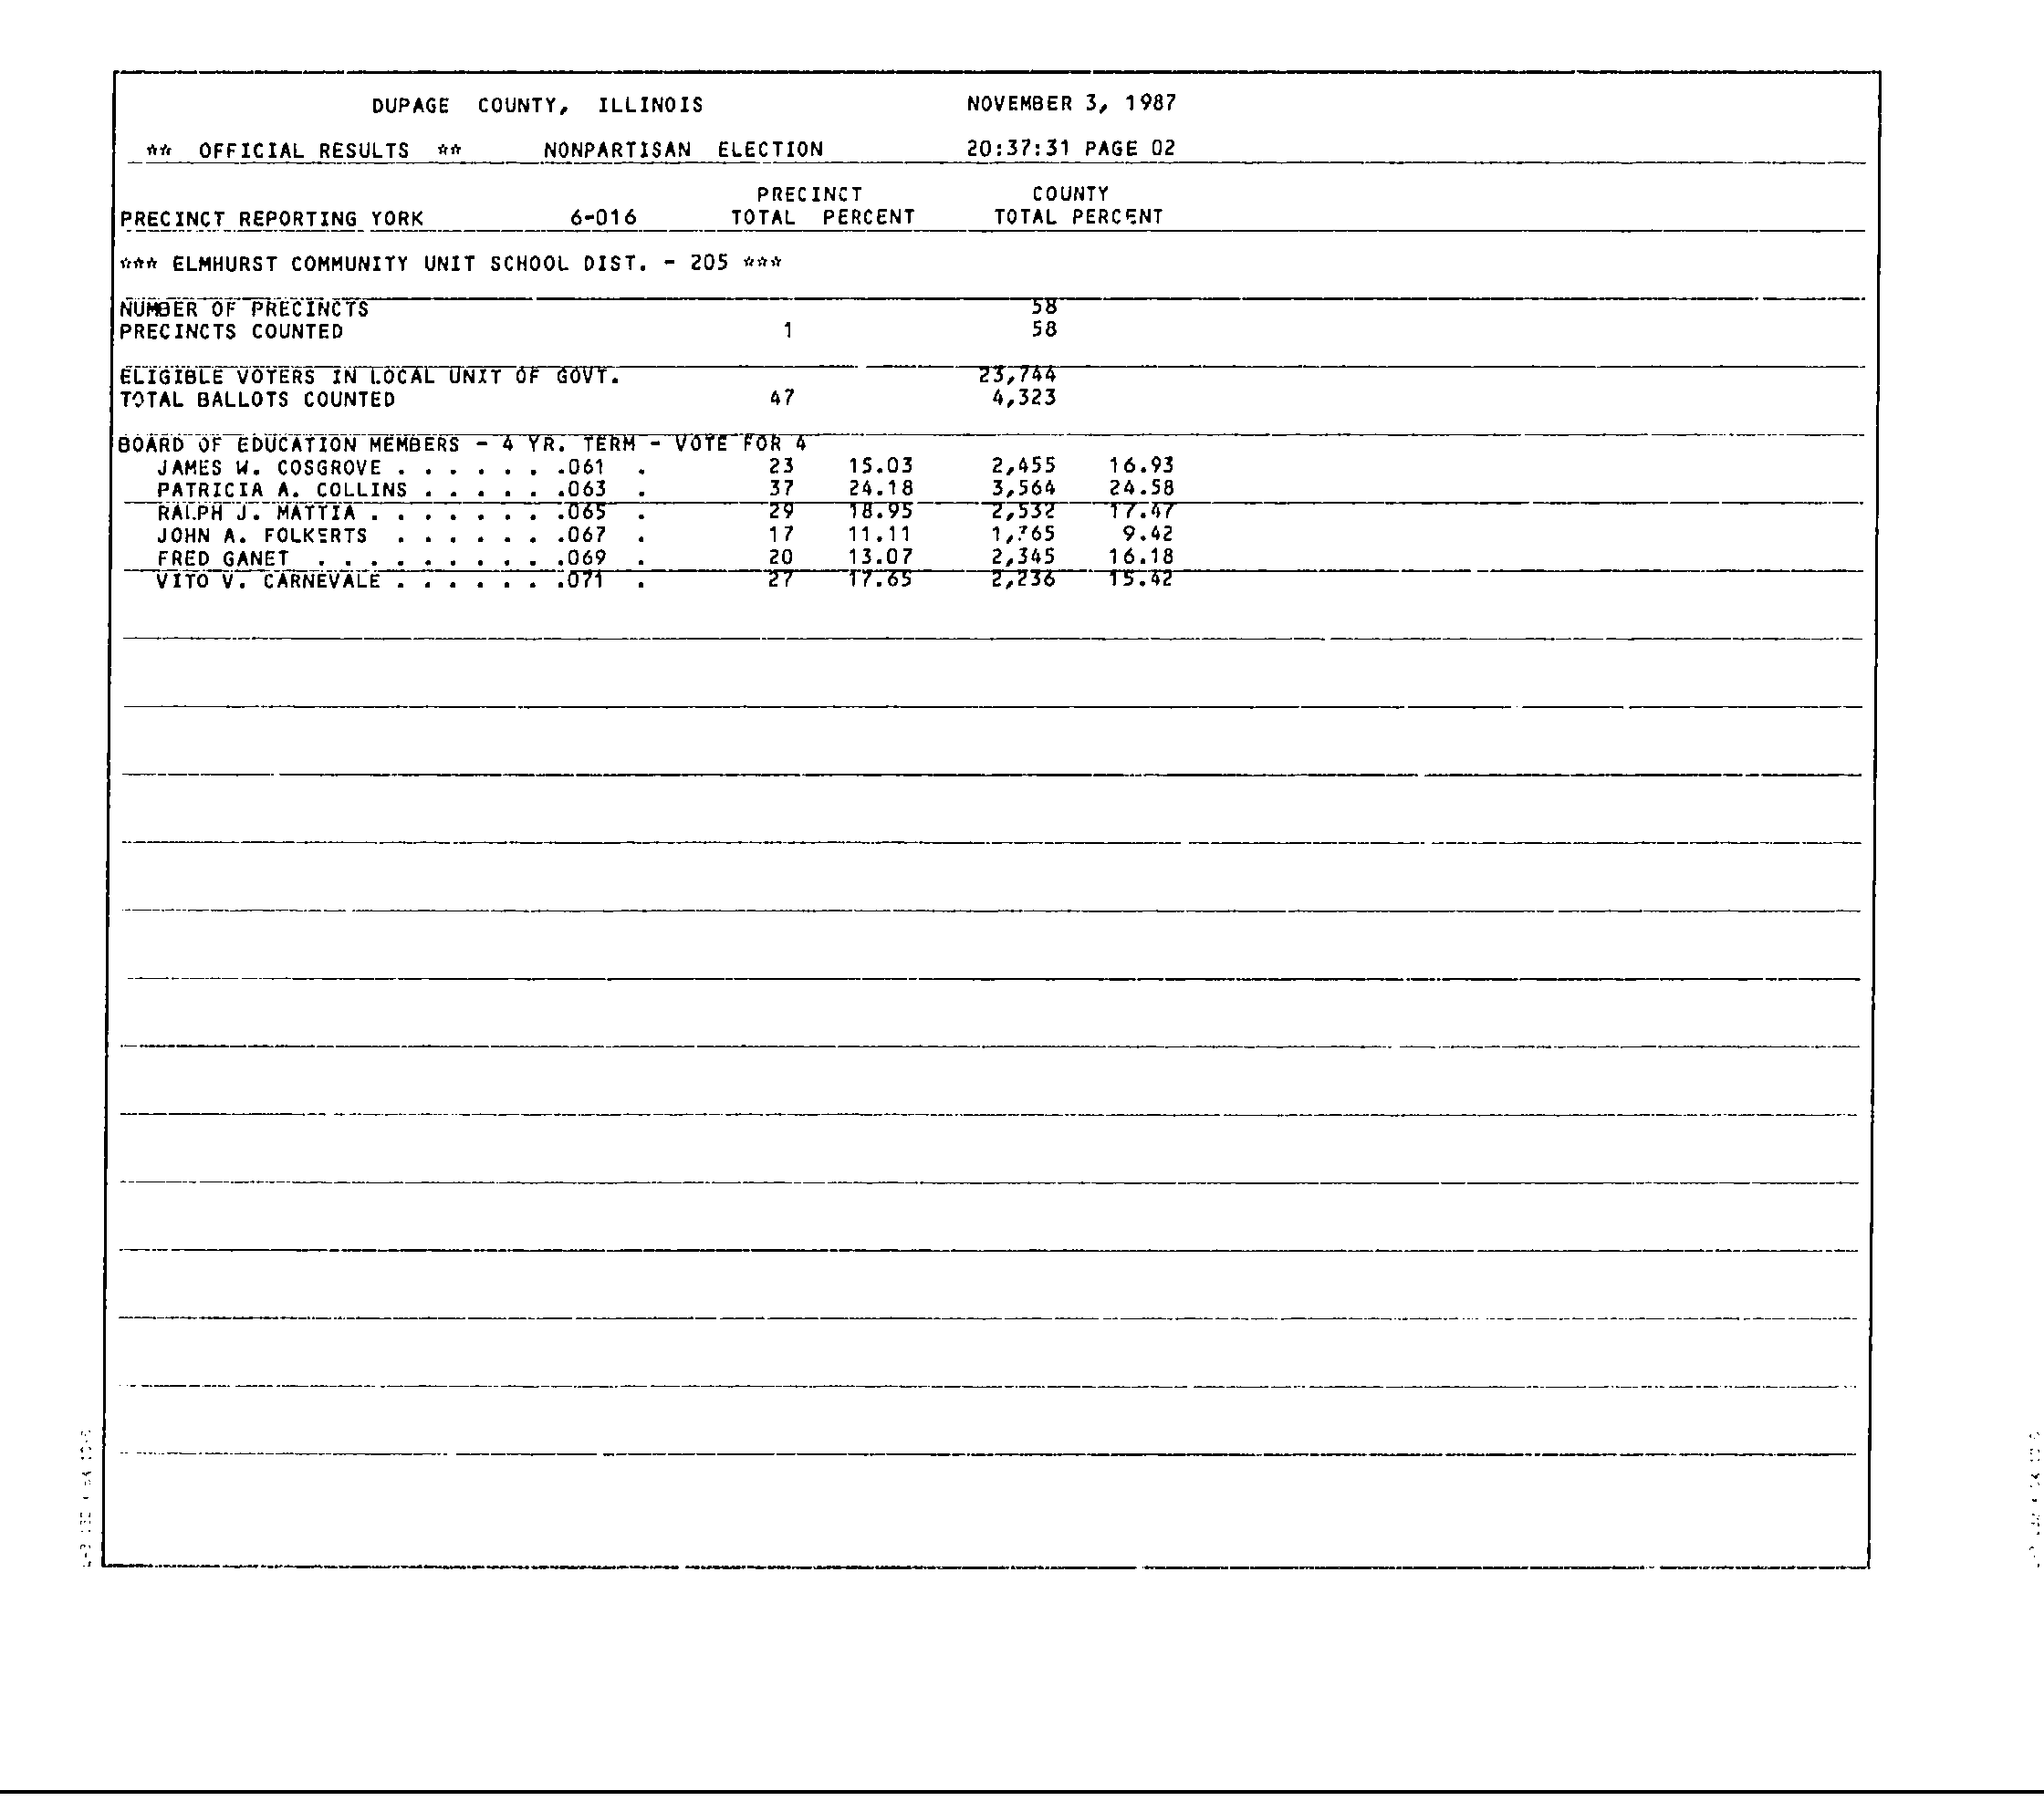 DUPAGE COUNTY, ILLINOIS NOVEMBER 3, 1987
** OFFICIAL RESULTS ** NONPARTISAN ELECTION 20:37:31 PAGE 02
PRECINCT COUNTY
PRECINCT REPORTING YORK 6-016 TOTAL PERCENT TOTAL PERCENT
*** ELMHURST COMMUNITY UNIT SCHOOL DIST. - 205 ***
NUMBER OF PRECINCTS 58
PRECINCTS COUNTED 1 58
ELIGIBLE VOTERS IN LOCAL UNIT OF GOVT. 23,744
TOTAL BALLOTS COUNTED 47 4,323
BOARD OF EDUCATION MEMBERS - 4 YR. TERM - VOTE FOR 4
JAMES W. COSGROVE . . . . . . .061 . 23 15.03 2,455 16.93
PATRICIA A. COLLINS . . . . . .063 . 37 24.18 3,564 24.58
RALPH J. MATTIA . . . . . . . .065 . 29 18.95 2,532 17.47
JOHN A. FOLKERTS . . . . . . .067 . 17 11.11 9.42
FRED GANET . . . . . . . . . .069 . 20 13.07 2,345 16.18
VITO V. CARNEVALE . . . . . . .071 . 27 17.65 2,236 15.42